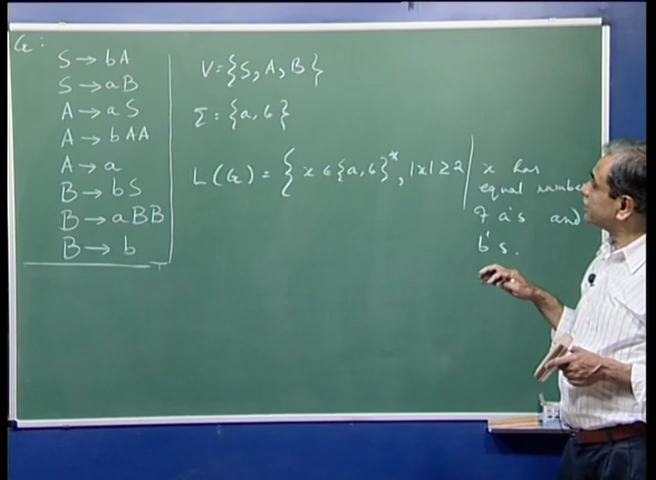 G:
S → bA
S → aB
A → aS
A → bAA
A → a
B → bS
B → aBB
B → b
V = {S, A, B}
Σ = {a, b}
L(G) = { x ∈ {a, b}*, |x| ≥ 2 | x has
equal number
of a's and
b's.